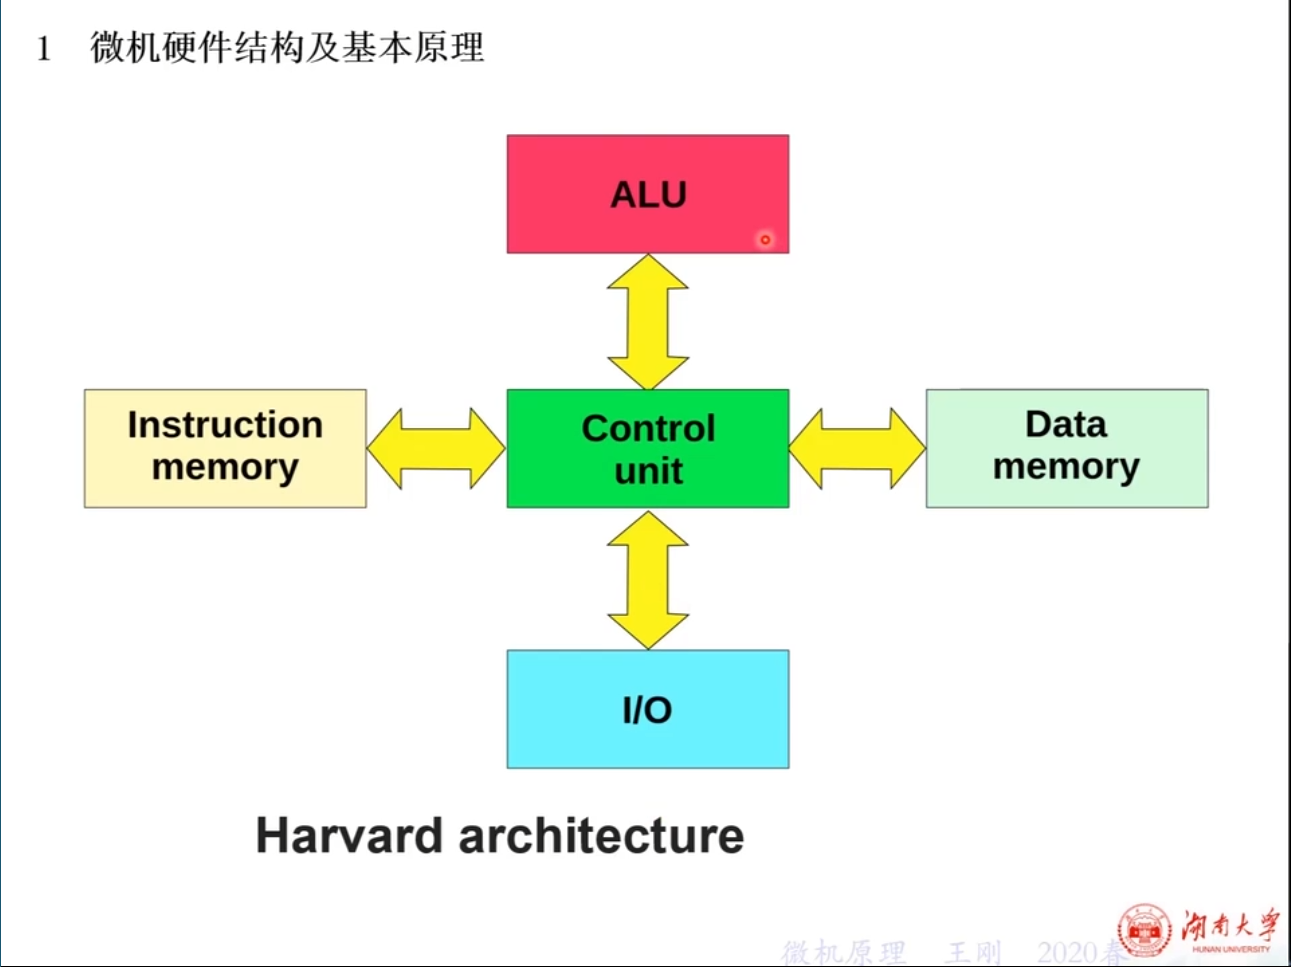 1 微机硬件结构及基本原理
ALU
Instruction
memory
Control
unit
Data
memory
I/O
Harvard architecture
湖南大学
HUNAN UNIVERSITY
微机原理 王刚 2020春